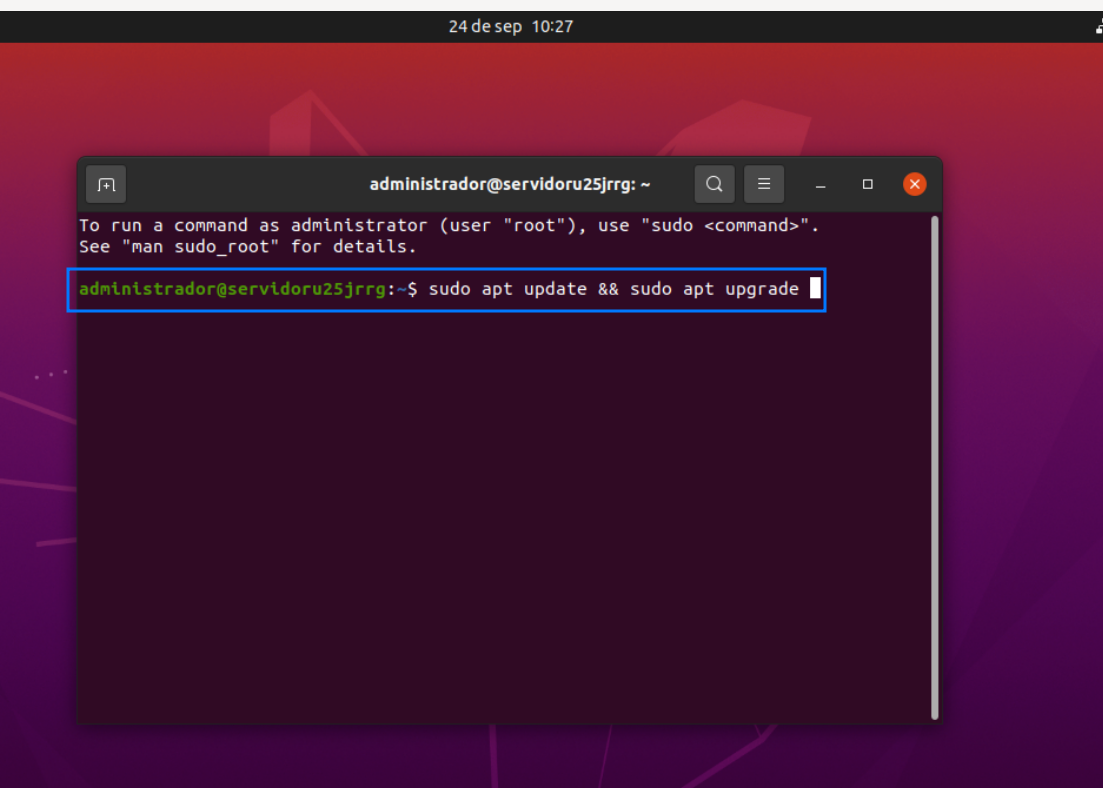 24 de sep 10:27
administrador@servidoru25jrrg: ~
To run a command as administrator (user "root"), use "sudo <command>".
See "man sudo_root" for details.
administrador@servidoru25jrrg:~$ sudo apt update && sudo apt upgrade